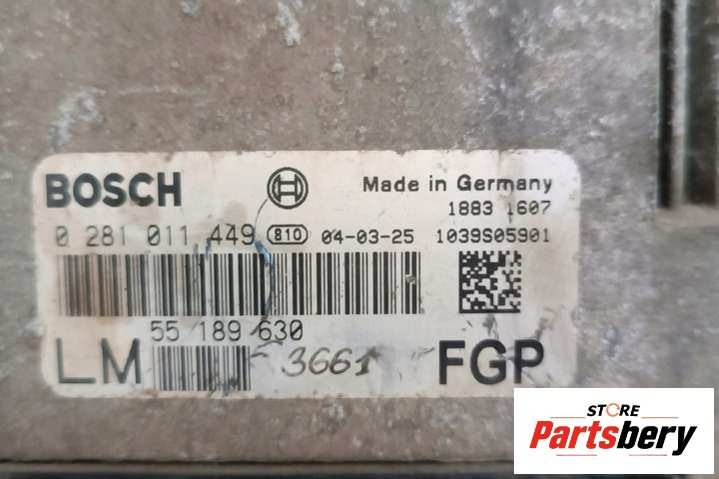 BOSCH
Made in Germany
1883 1607
0 281 011 449 810 04-03-25 1039S05901
55 189 630
LM 3661 FGP
STORE
Partsbery